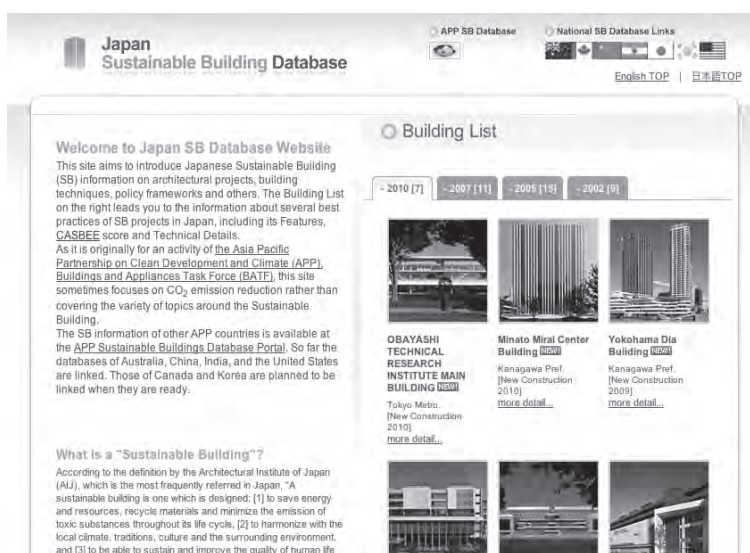 Japan
Sustainable Building Database
APP SB Database
National SB Database Links
English TOP | 日本語TOP
Welcome to Japan SB Database Website
This site aims to introduce Japanese Sustainable Building
(SB) information on architectural projects, building
techniques, policy frameworks and others. The Building List
on the right leads you to the information about several best
practices of SB projects in Japan, including its Features,
CASBEE score and Technical Details.
As it is originally for an activity of the Asia Pacific
Partnership on Clean Development and Climate (APP),
Buildings and Appliances Task Force (BATF), this site
sometimes focuses on CO2 emission reduction rather than
covering the variety of topics around the Sustainable
Building.
The SB information of other APP countries is available at
the APP Sustainable Buildings Database Portal. So far the
databases of Australia, China, India, and the United States
are linked. Those of Canada and Korea are planned to be
linked when they are ready.
What is a "Sustainable Building"?
According to the definition by the Architectural Institute of Japan
(AIJ), which is the most frequently referred in Japan, "A
sustainable building is one which is designed: [1] to save energy
and resources, recycle materials and minimize the emission of
toxic substances throughout its life cycle, [2] to harmonize with the
local climate, traditions, culture and the surrounding environment,
and [3] to be able to sustain and improve the quality of human life
Building List
- 2010 [7]
- 2007 [11]
- 2005 [15]
- 2002 [9]
OBAYASHI
TECHNICAL
RESEARCH
INSTITUTE MAIN
BUILDING NEW!
Tokyo Metro.
[New Construction
2010]
more detail...
Minato Mirai Center
Building NEW!
Kanagawa Pref.
[New Construction
2010]
more detail...
Yokohama Dia
Building NEW!
Kanagawa Pref.
[New Construction
2009]
more detail...